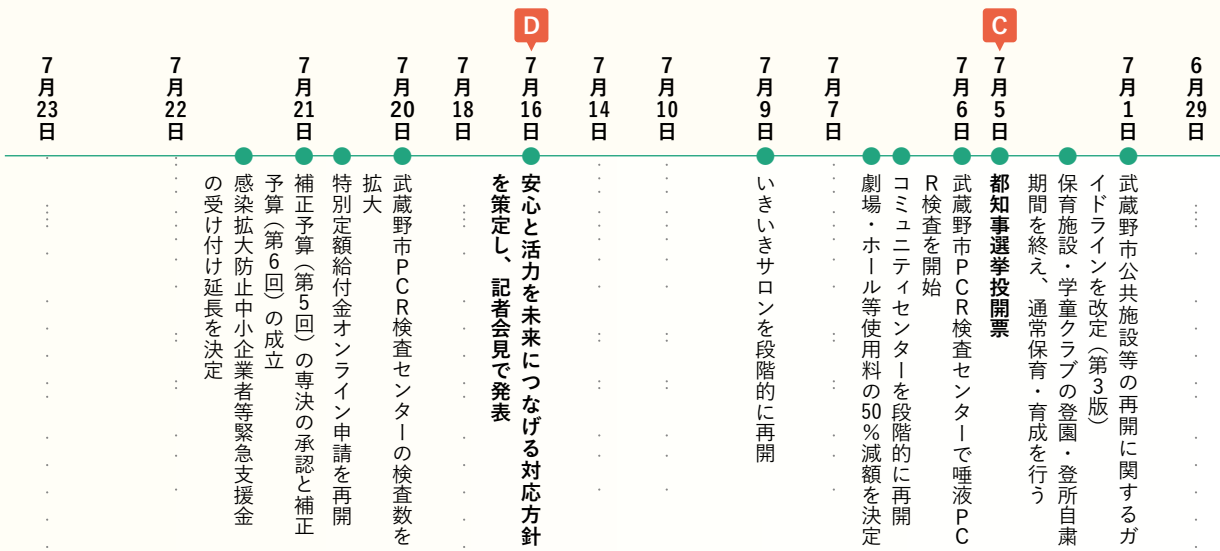 6月29日
7月1日
武蔵野市公共施設等の再開に関するガ
イドラインを改定（第3版）
保育施設・学童クラブの登園・登所自粛
期間を終え、通常保育・育成を行う
C
7月5日
都知事選挙投開票
7月6日
武蔵野市PCR検査センターで唾液PC
R検査を開始
コミュニティセンターを段階的に再開
劇場・ホール等使用料の50％減額を決定
7月7日
7月9日
いきいきサロンを段階的に再開
7月10日
7月14日
D
7月16日
安心と活力を未来につなげる対応方針
を策定し、記者会見で発表
7月18日
7月20日
武蔵野市PCR検査センターの検査数を
拡大
特別定額給付金オンライン申請を再開
7月21日
補正予算（第5回）の専決の承認と補正
予算（第6回）の成立
感染拡大防止中小企業者等緊急支援金
の受け付け延長を決定
7月22日
7月23日